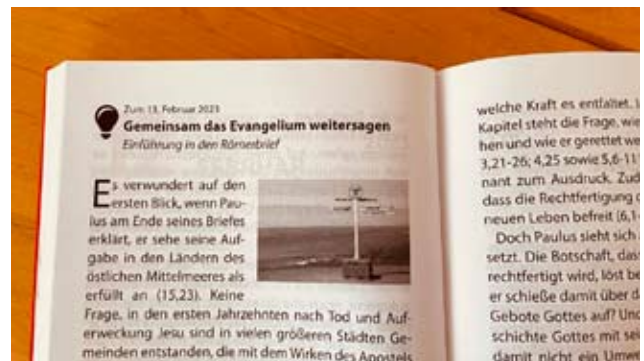 Zum 13. Februar 2023
Gemeinsam das Evangelium weitersagen
Einführung in den Römerbrief
Es verwundert auf den
ersten Blick, wenn Pau-
lus am Ende seines Briefes
erklärt, er sehe seine Auf-
gabe in den Ländern des
östlichen Mittelmeeres als
erfüllt an (15,23). Keine
Frage, in den ersten Jahrzehnten nach Tod und Auf-
erweckung Jesu sind in vielen größeren Städten Ge-
meinden entstanden, die mit dem Wirken des Apostels
welche Kraft es entfaltet.
Kapitel steht die Frage, wie
hen und wie er gerettet
3,21-26; 4,25 sowie 5,6-11
nant zum Ausdruck. Zud
dass die Rechtfertigung
neuen Leben befreit (6,1-
Doch Paulus sieht sich
setzt. Die Botschaft, dass
rechtfertigt wird, löst
er schieße damit über
Gebote Gottes auf? Und
schichte Gottes mit
damit nicht ein